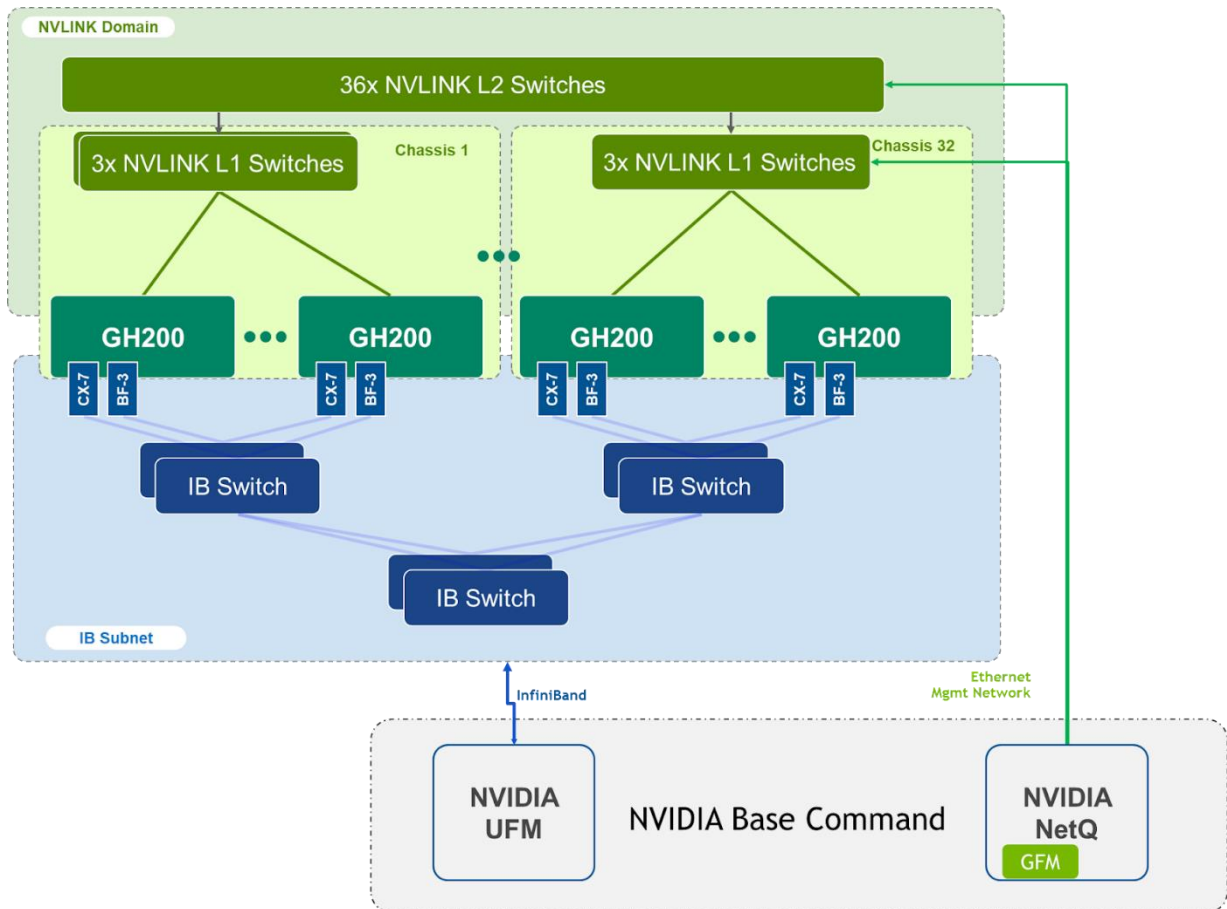 NVLINK Domain
36x NVLINK L2 Switches
3x NVLINK L1 Switches
Chassis 1
3x NVLINK L1 Switches
Chassis 32
GH200
GH200
GH200
GH200
CX-7
BF-3
CX-7
BF-3
CX-7
BF-3
CX-7
BF-3
IB Switch
IB Switch
IB Switch
IB Subnet
InfiniBand
Ethernet
Mgmt Network
NVIDIA
UFM
NVIDIA Base Command
NVIDIA
NetQ
GFM